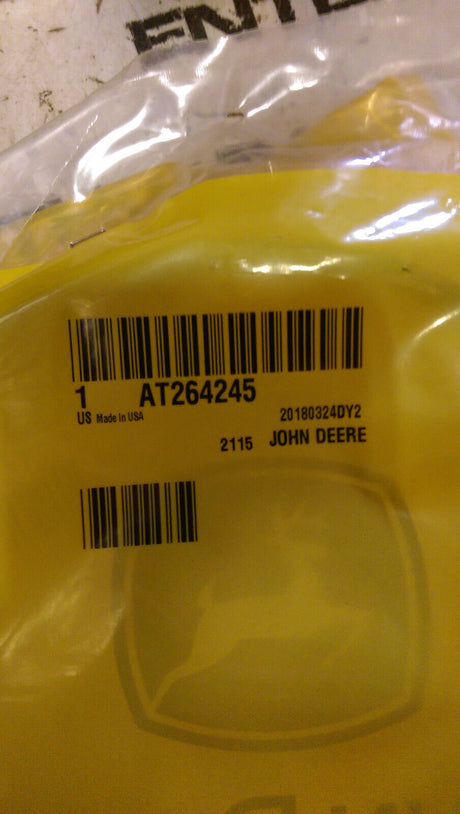 1 AT264245
US Made In USA 20180324DY2
2115 JOHN DEERE